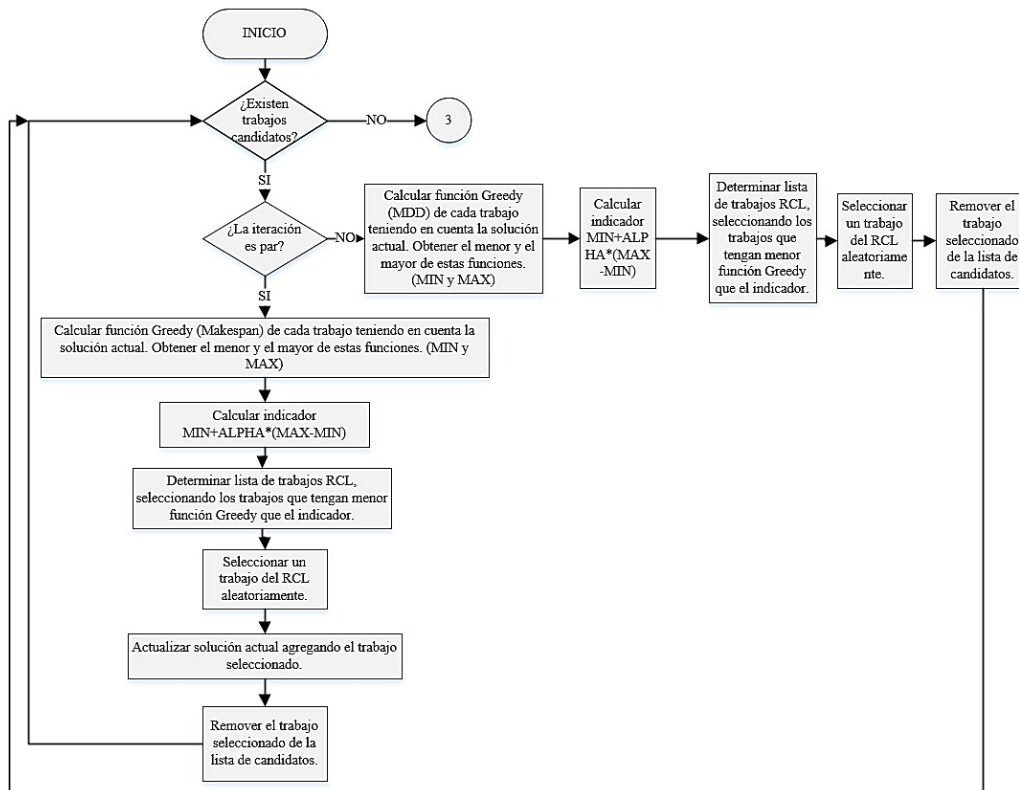 INICIO
¿Existen
trabajos
candidatos?
NO
3
SI
¿La iteración
es par?
NO
Calcular función Greedy
(MDD) de cada trabajo
teniendo en cuenta la solución
actual. Obtener el menor y el
mayor de estas funciones.
(MIN y MAX)
Calcular
indicador
MIN+ALP
HA*(MAX
-MIN)
Determinar lista
de trabajos RCL,
seleccionando los
trabajos que
tengan menor
función Greedy
que el indicador.
Seleccionar
un trabajo
del RCL
aleatoriame
nte.
Remover el
trabajo
seleccionado
de la lista de
candidatos.
SI
Calcular función Greedy (Makespan) de cada trabajo teniendo en cuenta la
solución actual. Obtener el menor y el mayor de estas funciones. (MIN y
MAX)
Calcular indicador
MIN+ALPHA*(MAX-MIN)
Determinar lista de trabajos RCL,
seleccionando los trabajos que tengan menor
función Greedy que el indicador.
Seleccionar un
trabajo del RCL
aleatoriamente.
Actualizar solución actual agregando el trabajo
seleccionado.
Remover el trabajo
seleccionado de la
lista de candidatos.